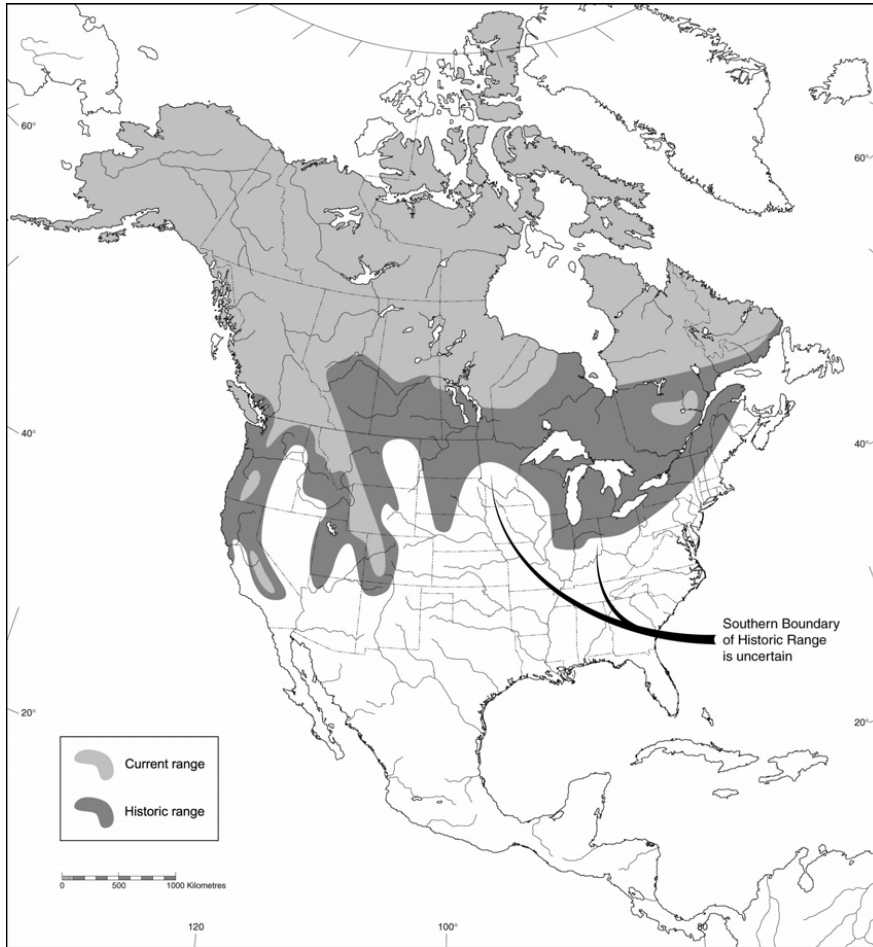 60°
60°
40°
40°
Southern Boundary
of Historic Range
is uncertain
20°
20°
Current range
Historic range
0 500 1000 Kilometres
120
100°
80